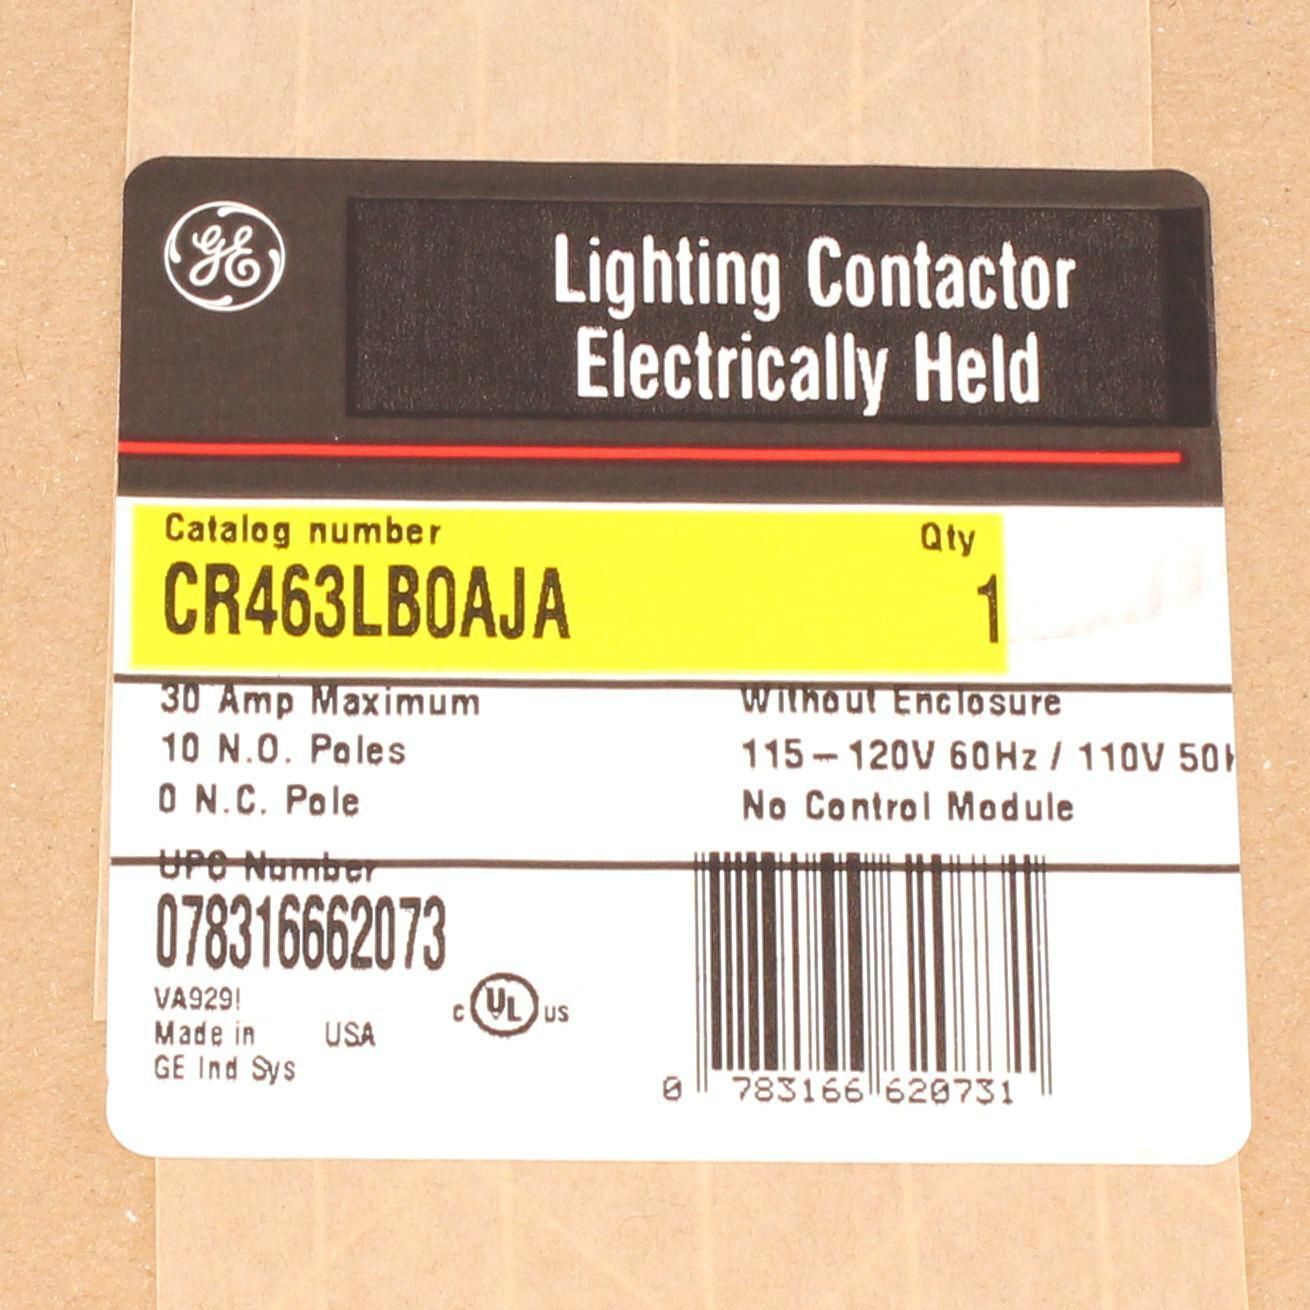 GE
Lighting Contactor
Electrically Held
Catalog number Qty
CR463LB0AJA 1
30 Amp Maximum Without Enclosure
10 N.O. Poles 115-120V 60Hz / 110V
0 N.C. Pole No Control Module
UPC Number
078316662073
VA929!
Made in USA
GE Ind Sys
c UL US
0 783166 620731